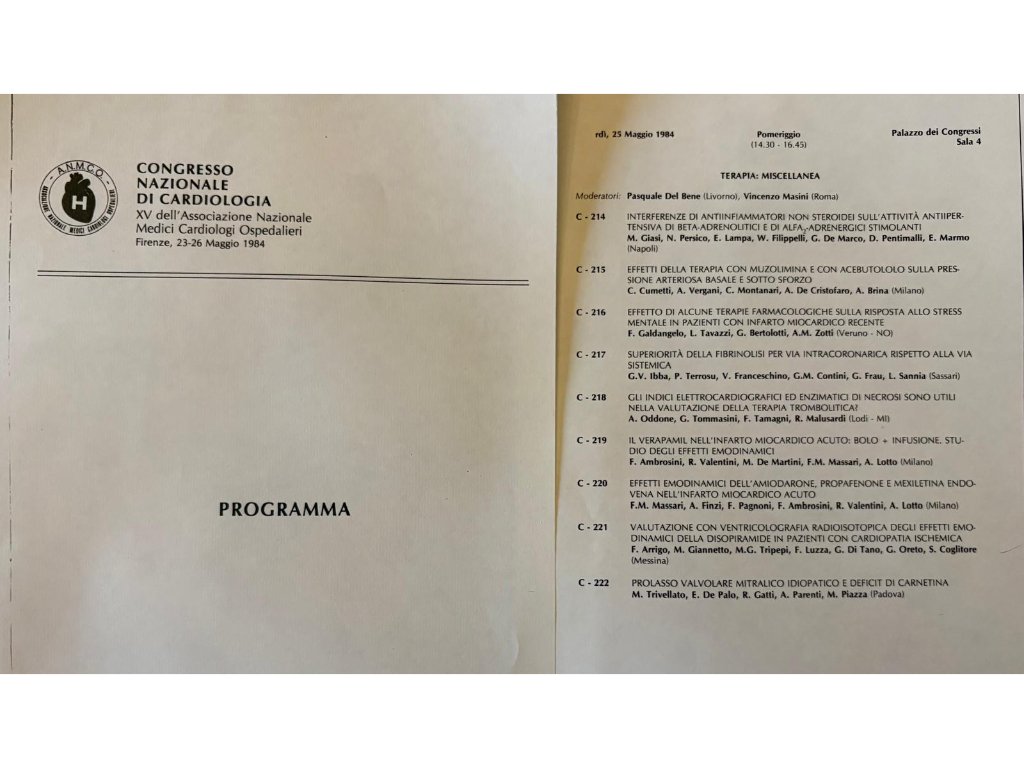 A.N.M.C.O.
ASSOCIAZIONE NAZIONALE MEDICI CARDIOLOGI OSPEDALIERI
H
CONGRESSO
NAZIONALE
DI CARDIOLOGIA
XV dell'Associazione Nazionale
Medici Cardiologi Ospedalieri
Firenze, 23-26 Maggio 1984
PROGRAMMA
rdì, 25 Maggio 1984
Pomeriggio
(14.30 - 16.45)
Palazzo dei Congressi
Sala 4
TERAPIA: MISCELLANEA
Moderatori: Pasquale Del Bene (Livorno), Vincenzo Masini (Roma)
C - 214 INTERFERENZE DI ANTIINFIAMMATORI NON STEROIDEI SULL'ATTIVITÀ ANTIIPER-
TENSIVA DI BETA-ADRENOLITICI E DI ALFA2-ADRENERGICI STIMOLANTI
M. Giasi, N. Persico, E. Lampa, W. Filippelli, G. De Marco, D. Pentimalli, E. Marmo
(Napoli)
C - 215 EFFETTI DELLA TERAPIA CON MUZOLIMINA E CON ACEBUTOLOLO SULLA PRES-
SIONE ARTERIOSA BASALE E SOTTO SFORZO
C. Cumetti, A. Vergani, C. Montanari, A. De Cristofaro, A. Brina (Milano)
C - 216 EFFETTO DI ALCUNE TERAPIE FARMACOLOGICHE SULLA RISPOSTA ALLO STRESS
MENTALE IN PAZIENTI CON INFARTO MIOCARDICO RECENTE
F. Galdangelo, L. Tavazzi, G. Bertolotti, A.M. Zotti (Veruno - NO)
C - 217 SUPERIORITÀ DELLA FIBRINOLISI PER VIA INTRACORONARICA RISPETTO ALLA VIA
SISTEMICA
G.V. Ibba, P. Terrosu, V. Franceschino, G.M. Contini, G. Frau, L. Sannia (Sassari)
C - 218 GLI INDICI ELETTROCARDIOGRAFICI ED ENZIMATICI DI NECROSI SONO UTILI
NELLA VALUTAZIONE DELLA TERAPIA TROMBOLITICA?
A. Oddone, G. Tommasini, F. Tamagni, R. Malusardi (Lodi - MI)
C - 219 IL VERAPAMIL NELL'INFARTO MIOCARDICO ACUTO: BOLO + INFUSIONE. STU-
DIO DEGLI EFFETTI EMODINAMICI
F. Ambrosini, R. Valentini, M. De Martini, F.M. Massari, A. Lotto (Milano)
C - 220 EFFETTI EMODINAMICI DELL'AMIODARONE, PROPAFENONE E MEXILETINA ENDO-
VENA NELL'INFARTO MIOCARDICO ACUTO
F.M. Massari, A. Finzi, F. Pagnoni, F. Ambrosini, R. Valentini, A. Lotto (Milano)
C - 221 VALUTAZIONE CON VENTRICOLOGRAFIA RADIOISOTOPICA DEGLI EFFETTI EMO-
DINAMICI DELLA DISOPIRAMIDE IN PAZIENTI CON CARDIOPATIA ISCHEMICA
F. Arrigo, M. Giannetto, M.G. Tripepi, F. Luzza, G. Di Tano, G. Oreto, S. Coglitore
(Messina)
C - 222 PROLASSO VALVOLARE MITRALICO IDIOPATICO E DEFICIT DI CARNETINA
M. Trivellato, E. De Palo, R. Gatti, A. Parenti, M. Piazza (Padova)